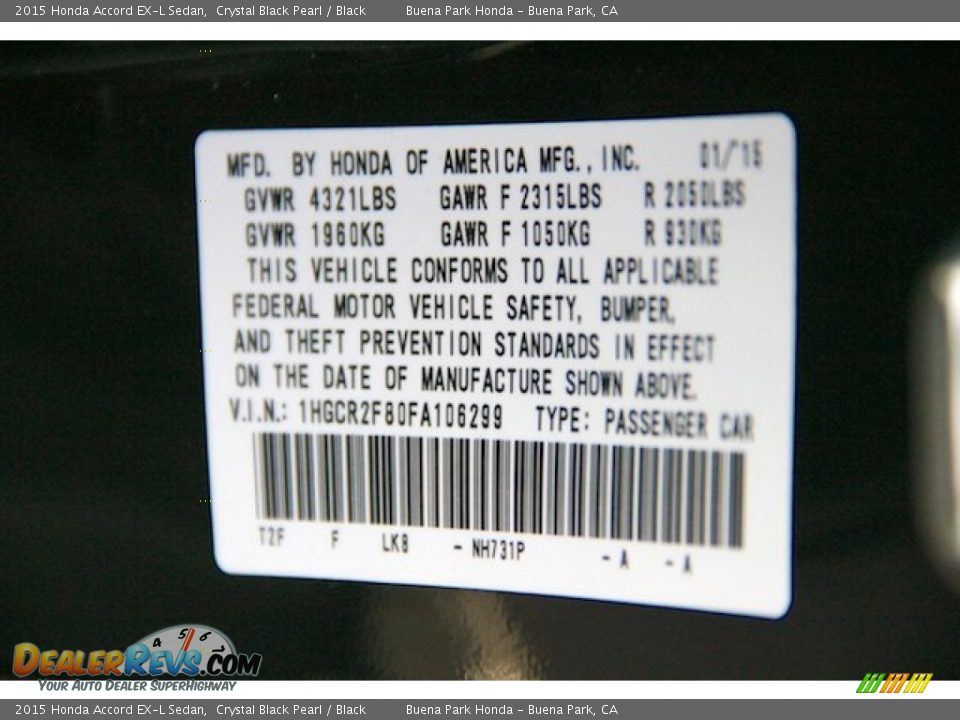 2015 Honda Accord EX-L Sedan, Crystal Black Pearl / Black Buena Park Honda - Buena Park, CA
MFD. BY HONDA OF AMERICA MFG., INC. 01/'15
GVWR 4321LBS GAWR F 2315LBS R 2050LBS
GVWR 1960KG GAWR F 1050KG R 930KG
THIS VEHICLE CONFORMS TO ALL APPLICABLE
FEDERAL MOTOR VEHICLE SAFETY, BUMPER,
AND THEFT PREVENTION STANDARDS IN EFFECT
ON THE DATE OF MANUFACTURE SHOWN ABOVE.
V.I.N.: 1HGCR2F80FA106299 TYPE: PASSENGER CAR
T2F F LK8 - NH731P - A - A
4 5 6
DEALERREVS.COM
YOUR AUTO DEALER SUPERHIGHWAY
2015 Honda Accord EX-L Sedan, Crystal Black Pearl / Black Buena Park Honda - Buena Park, CA